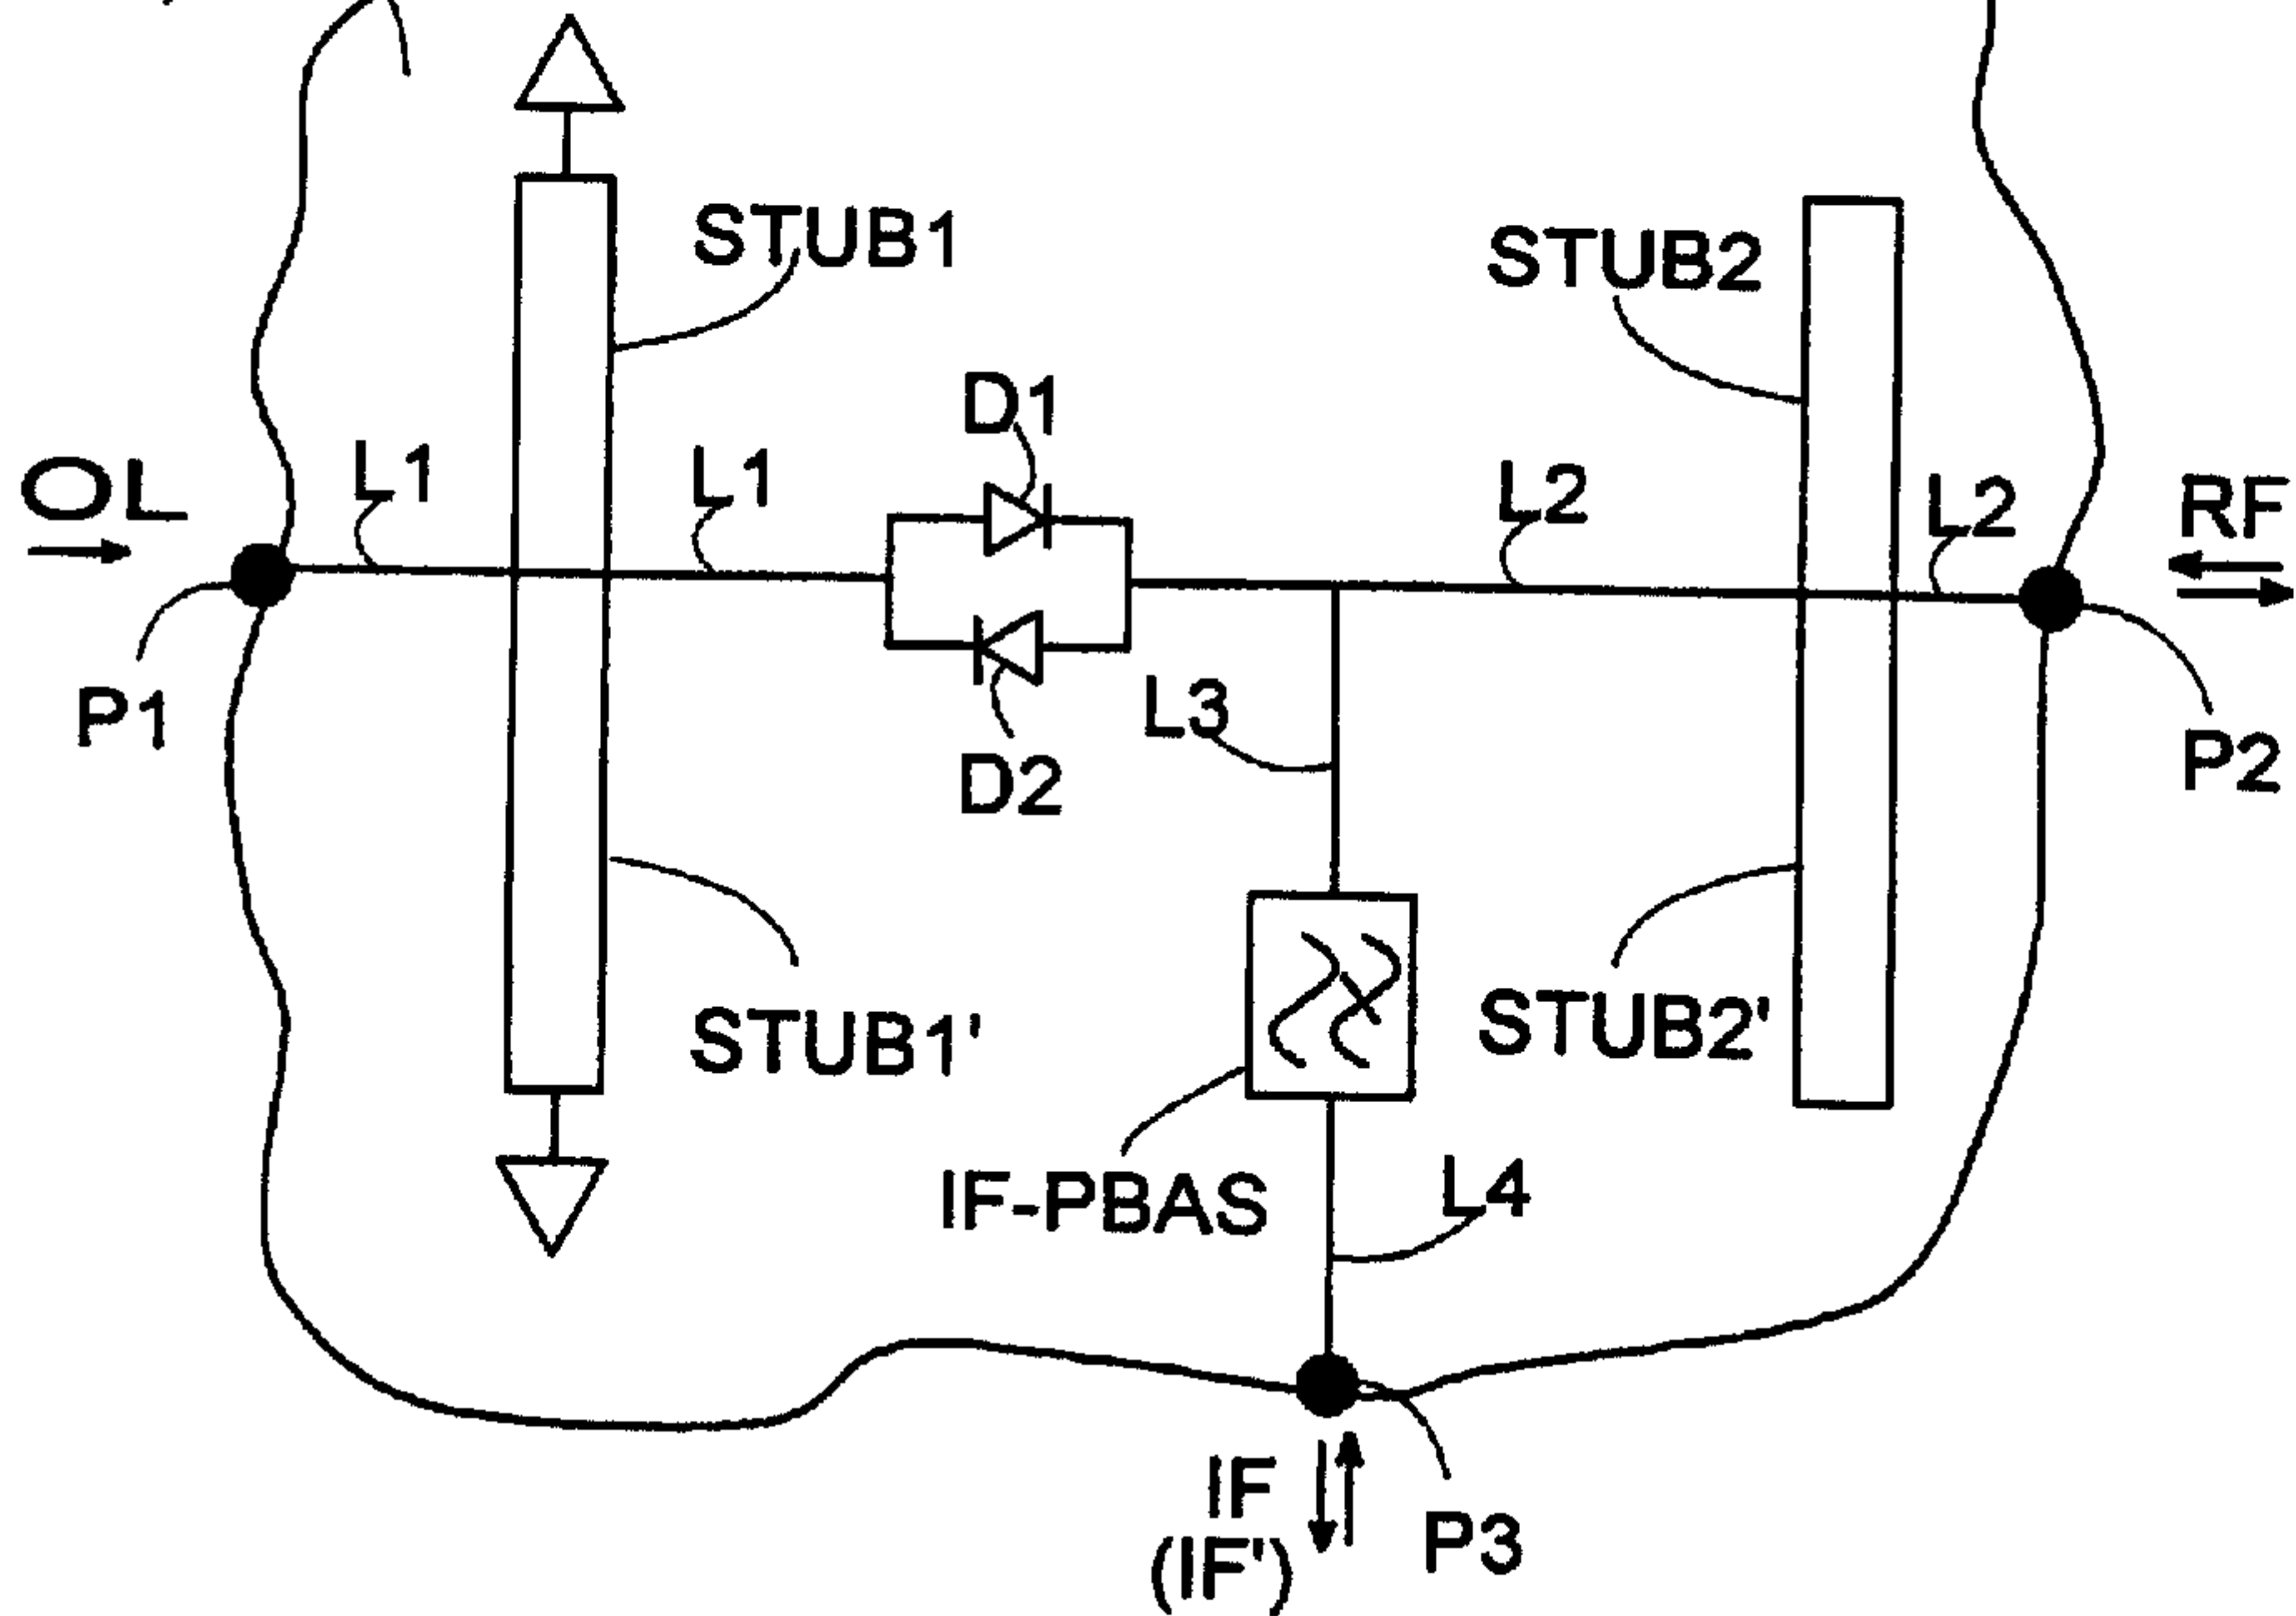 STUB1
STUB2
D1
OL
L1
L1
L2
L2
RF
P1
D2
L3
P2
STUB1'
STUB2'
IF-PBAS
L4
IF
(IF')
P3